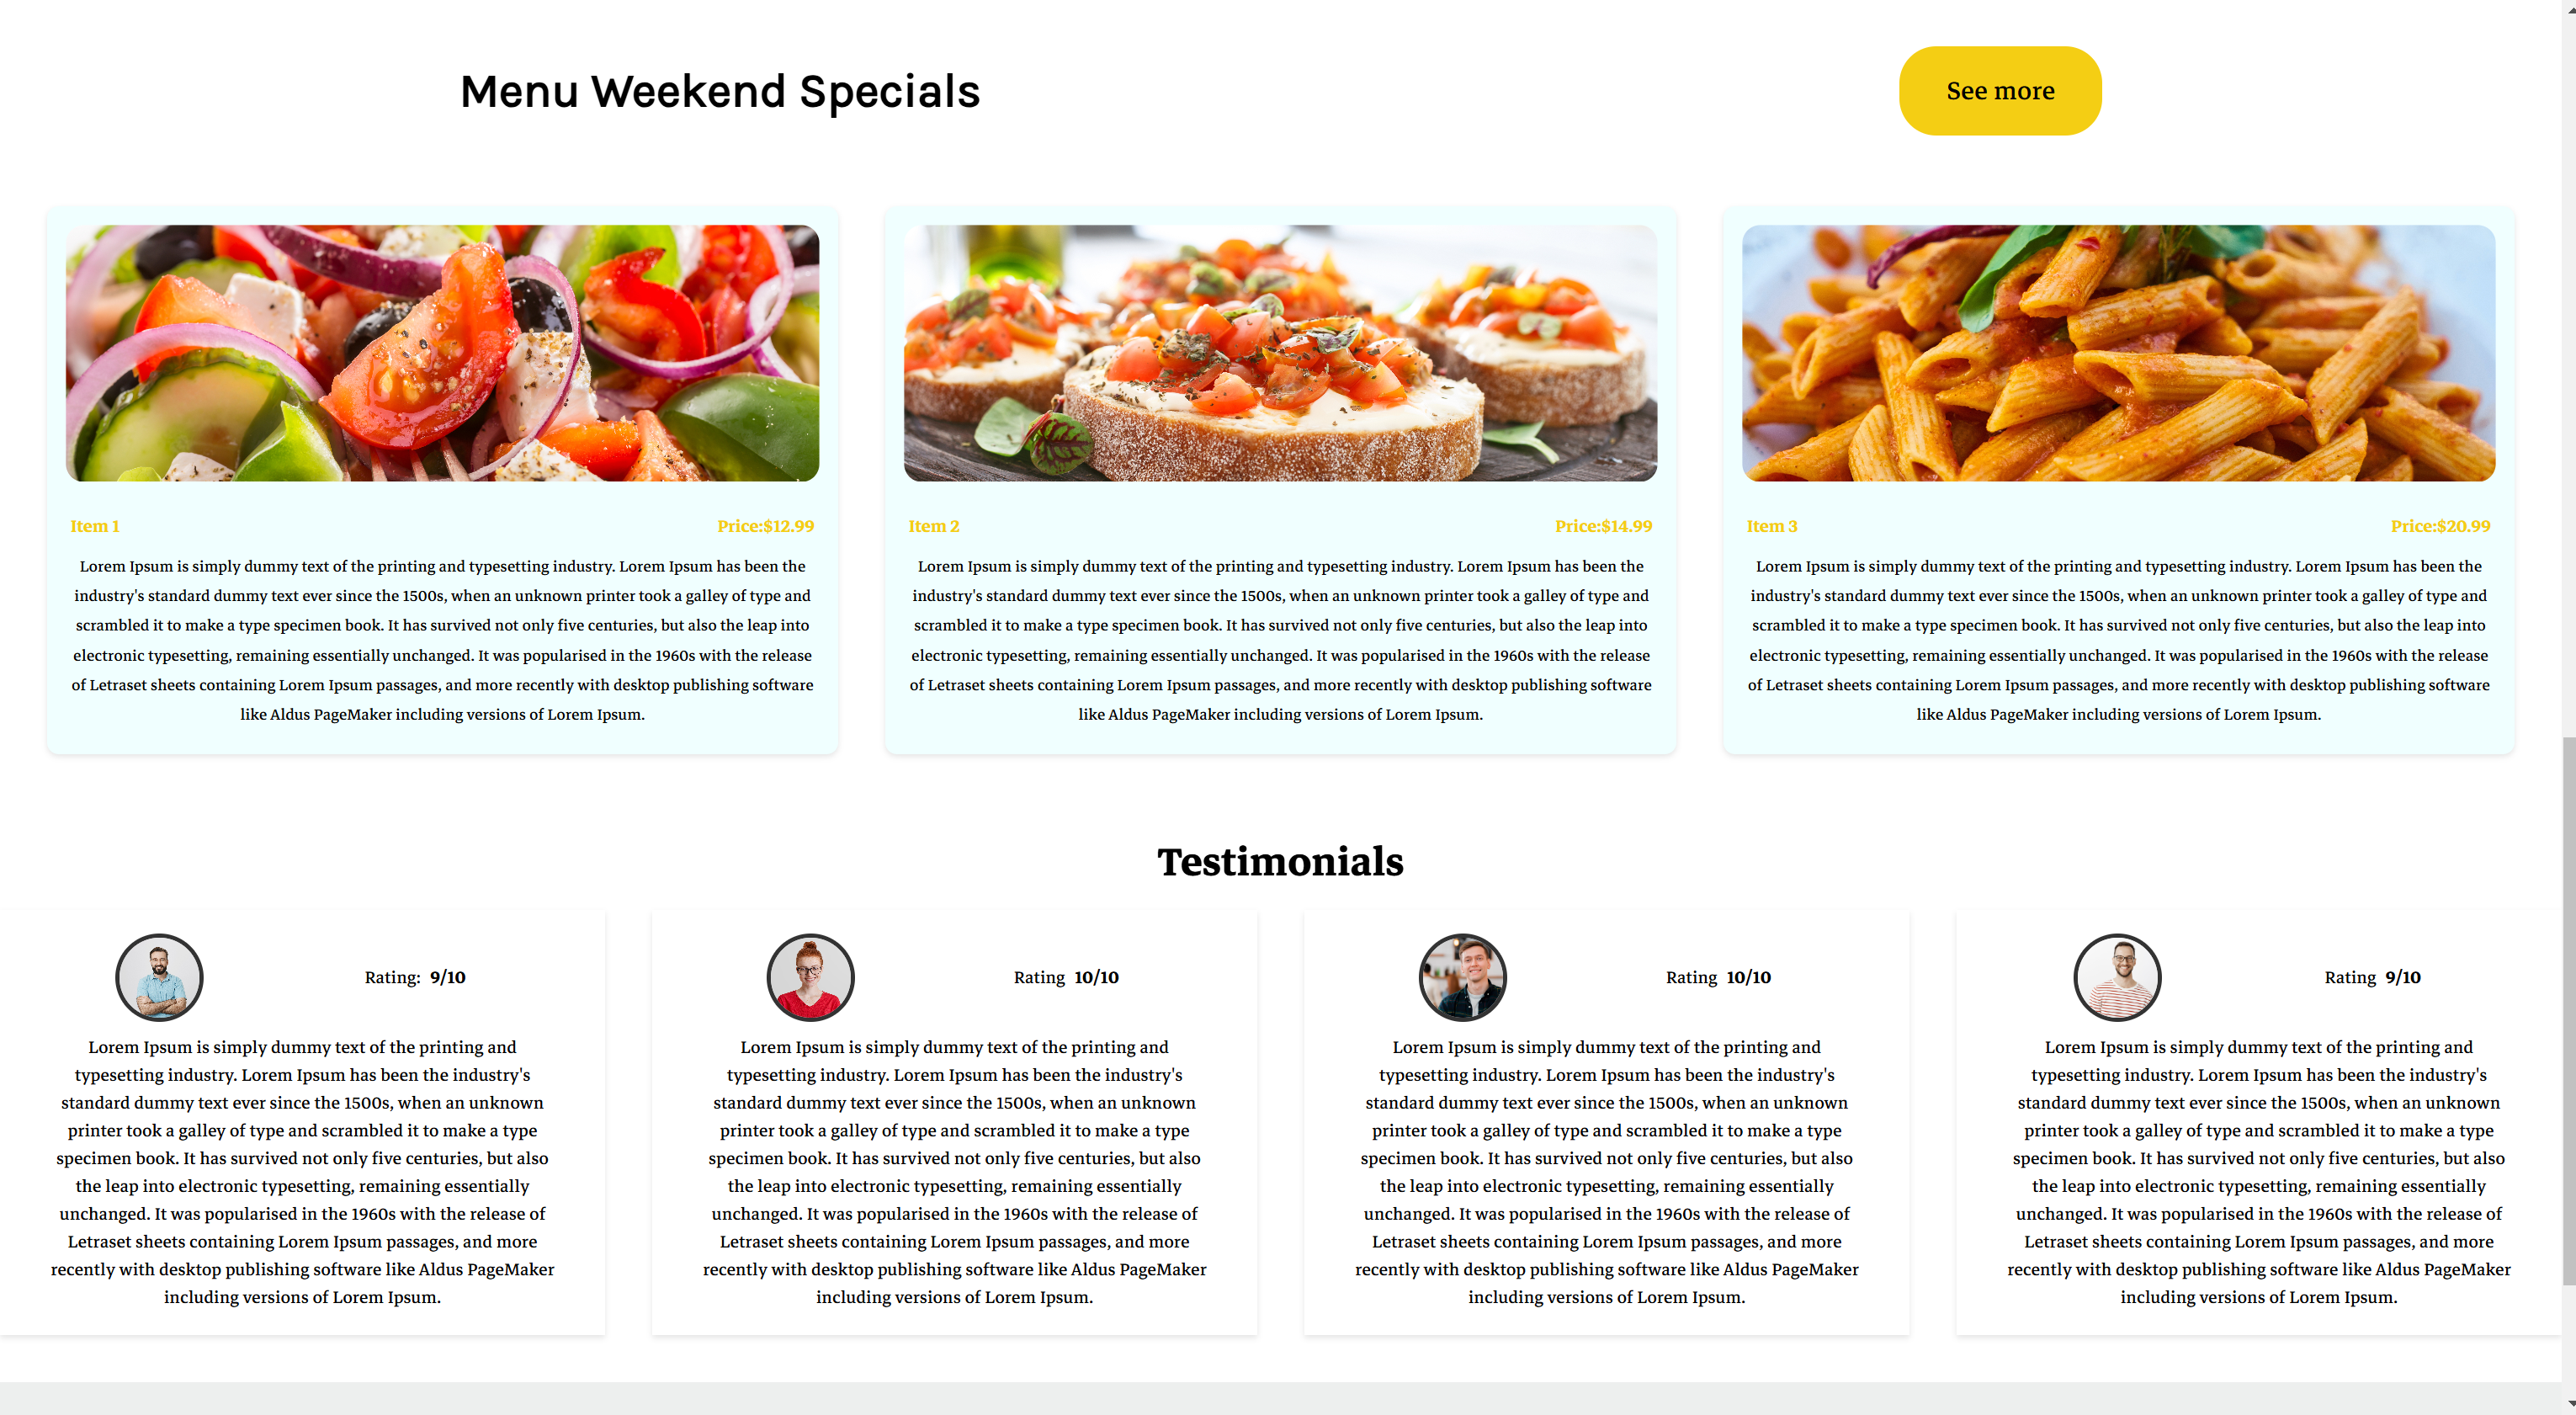 Menu Weekend Specials
See more
Item 1 Price:$12.99
Lorem Ipsum is simply dummy text of the printing and typesetting industry. Lorem Ipsum has been the
industry's standard dummy text ever since the 1500s, when an unknown printer took a galley of type and
scrambled it to make a type specimen book. It has survived not only five centuries, but also the leap into
electronic typesetting, remaining essentially unchanged. It was popularised in the 1960s with the release
of Letraset sheets containing Lorem Ipsum passages, and more recently with desktop publishing software
like Aldus PageMaker including versions of Lorem Ipsum.
Item 2 Price:$14.99
Lorem Ipsum is simply dummy text of the printing and typesetting industry. Lorem Ipsum has been the
industry's standard dummy text ever since the 1500s, when an unknown printer took a galley of type and
scrambled it to make a type specimen book. It has survived not only five centuries, but also the leap into
electronic typesetting, remaining essentially unchanged. It was popularised in the 1960s with the release
of Letraset sheets containing Lorem Ipsum passages, and more recently with desktop publishing software
like Aldus PageMaker including versions of Lorem Ipsum.
Item 3 Price:$20.99
Lorem Ipsum is simply dummy text of the printing and typesetting industry. Lorem Ipsum has been the
industry's standard dummy text ever since the 1500s, when an unknown printer took a galley of type and
scrambled it to make a type specimen book. It has survived not only five centuries, but also the leap into
electronic typesetting, remaining essentially unchanged. It was popularised in the 1960s with the release
of Letraset sheets containing Lorem Ipsum passages, and more recently with desktop publishing software
like Aldus PageMaker including versions of Lorem Ipsum.
Testimonials
Rating: 9/10
Lorem Ipsum is simply dummy text of the printing and
typesetting industry. Lorem Ipsum has been the industry's
standard dummy text ever since the 1500s, when an unknown
printer took a galley of type and scrambled it to make a type
specimen book. It has survived not only five centuries, but also
the leap into electronic typesetting, remaining essentially
unchanged. It was popularised in the 1960s with the release of
Letraset sheets containing Lorem Ipsum passages, and more
recently with desktop publishing software like Aldus PageMaker
including versions of Lorem Ipsum.
Rating 10/10
Lorem Ipsum is simply dummy text of the printing and
typesetting industry. Lorem Ipsum has been the industry's
standard dummy text ever since the 1500s, when an unknown
printer took a galley of type and scrambled it to make a type
specimen book. It has survived not only five centuries, but also
the leap into electronic typesetting, remaining essentially
unchanged. It was popularised in the 1960s with the release of
Letraset sheets containing Lorem Ipsum passages, and more
recently with desktop publishing software like Aldus PageMaker
including versions of Lorem Ipsum.
Rating 10/10
Lorem Ipsum is simply dummy text of the printing and
typesetting industry. Lorem Ipsum has been the industry's
standard dummy text ever since the 1500s, when an unknown
printer took a galley of type and scrambled it to make a type
specimen book. It has survived not only five centuries, but also
the leap into electronic typesetting, remaining essentially
unchanged. It was popularised in the 1960s with the release of
Letraset sheets containing Lorem Ipsum passages, and more
recently with desktop publishing software like Aldus PageMaker
including versions of Lorem Ipsum.
Rating 9/10
Lorem Ipsum is simply dummy text of the printing and
typesetting industry. Lorem Ipsum has been the industry's
standard dummy text ever since the 1500s, when an unknown
printer took a galley of type and scrambled it to make a type
specimen book. It has survived not only five centuries, but also
the leap into electronic typesetting, remaining essentially
unchanged. It was popularised in the 1960s with the release of
Letraset sheets containing Lorem Ipsum passages, and more
recently with desktop publishing software like Aldus PageMaker
including versions of Lorem Ipsum.